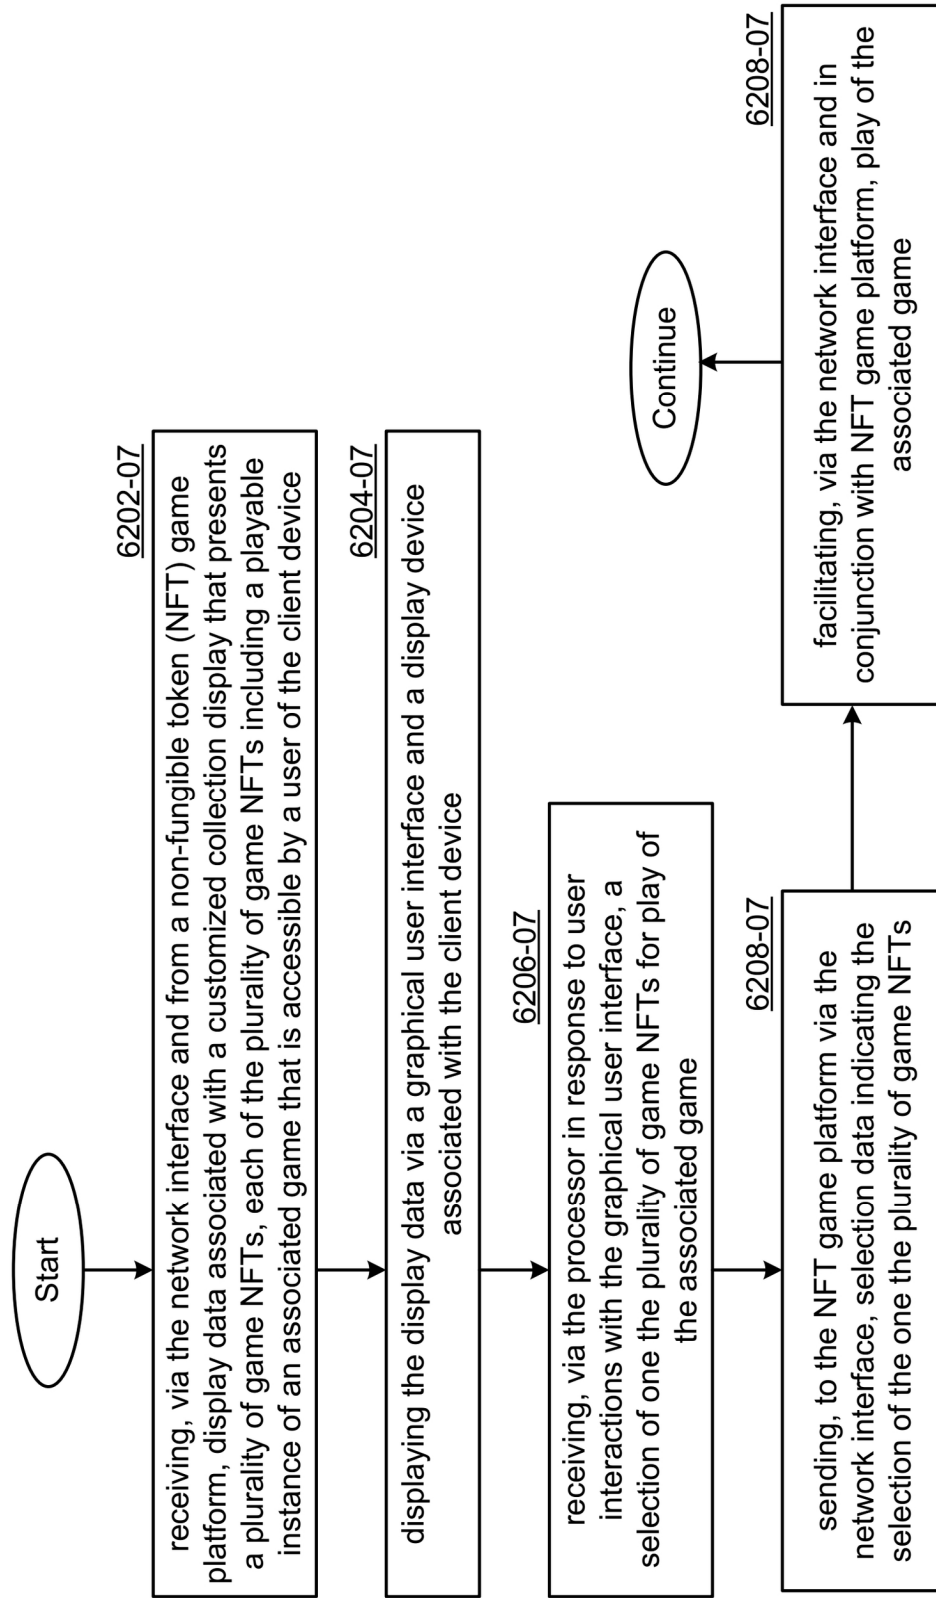 Start
6202-07
receiving, via the network interface and from a non-fungible token (NFT) game
platform, display data associated with a customized collection display that presents
a plurality of game NFTs, each of the plurality of game NFTs including a playable
instance of an associated game that is accessible by a user of the client device
6204-07
displaying the display data via a graphical user interface and a display device
associated with the client device
6206-07
receiving, via the processor in response to user
interactions with the graphical user interface, a
selection of one the plurality of game NFTs for play of
the associated game
6208-07
sending, to the NFT game platform via the
network interface, selection data indicating the
selection of the one the plurality of game NFTs
6208-07
facilitating, via the network interface and in
conjunction with NFT game platform, play of the
associated game
Continue